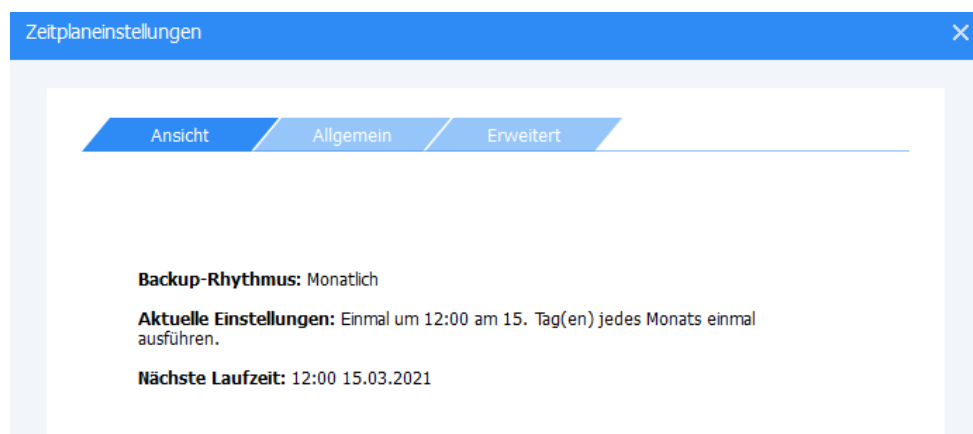 Zeitplaneinstellungen
Ansicht
Allgemein
Erweitert
Backup-Rhythmus: Monatlich
Aktuelle Einstellungen: Einmal um 12:00 am 15. Tag(en) jedes Monats einmal
ausführen.
Nächste Laufzeit: 12:00 15.03.2021